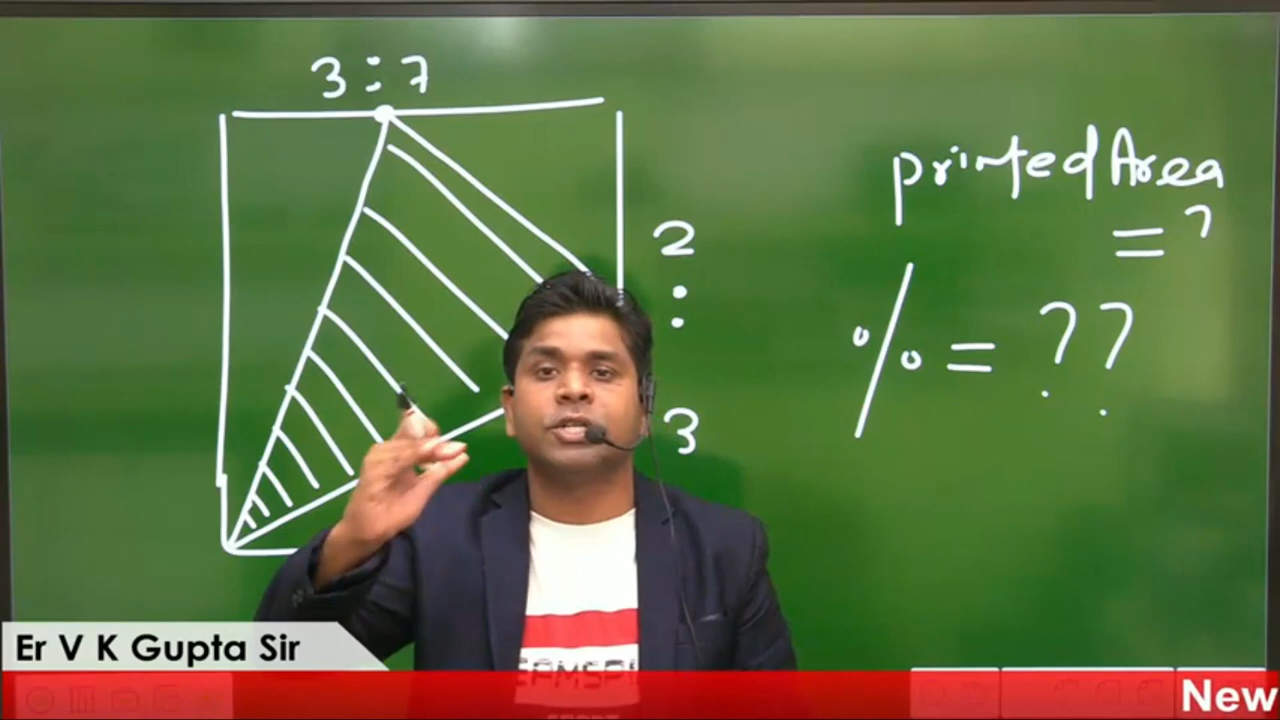 3 : 7
printed Area
= ?
2
:
3
% = ??
Er V K Gupta Sir
New